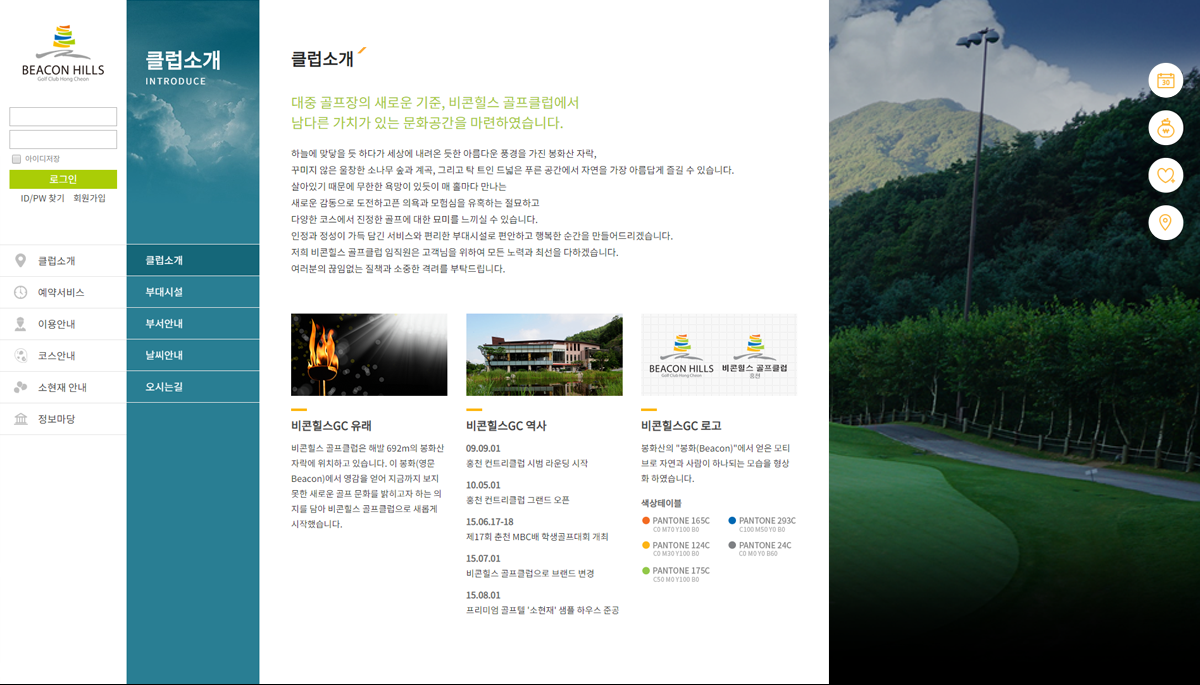 BEACON HILLS
Golf Club Hong Cheon
아이디저장
로그인
ID/PW 찾기 회원가입
클럽소개
예약서비스
이용안내
코스안내
소현재 안내
정보마당
클럽소개
INTRODUCE
클럽소개
부대시설
부서안내
날씨안내
오시는길
클럽소개
대중 골프장의 새로운 기준, 비콘힐스 골프클럽에서
남다른 가치가 있는 문화공간을 마련하였습니다.
하늘에 맞닿을 듯 하다가 세상에 내려온 듯한 아름다운 풍경을 가진 봉화산 자락,
꾸미지 않은 울창한 소나무 숲과 계곡, 그리고 탁 트인 드넓은 푸른 공간에서 자연을 가장 아름답게 즐길 수 있습니다.
살아있기 때문에 무한한 욕망이 있듯이 매 홀마다 만나는
새로운 감동으로 도전하고픈 의욕과 모험심을 유혹하는 절묘하고
다양한 코스에서 진정한 골프에 대한 묘미를 느끼실 수 있습니다.
인정과 정성이 가득 담긴 서비스와 편리한 부대시설로 편안하고 행복한 순간을 만들어드리겠습니다.
저희 비콘힐스 골프클럽 임직원은 고객님을 위하여 모든 노력과 최선을 다하겠습니다.
여러분의 끊임없는 질책과 소중한 격려를 부탁드립니다.
비콘힐스GC 유래
비콘힐스 골프클럽은 해발 692m의 봉화산
자락에 위치하고 있습니다. 이 봉화(영문
Beacon)에서 영감을 얻어 지금까지 보지
못한 새로운 골프 문화를 밝히고자 하는 의
지를 담아 비콘힐스 골프클럽으로 새롭게
시작했습니다.
비콘힐스GC 역사
09.09.01
홍천 컨트리클럽 시범 라운딩 시작
10.05.01
홍천 컨트리클럽 그랜드 오픈
15.06.17-18
제17회 춘천 MBC배 학생골프대회 개최
15.07.01
비콘힐스 골프클럽으로 브랜드 변경
15.08.01
프리미엄 골프텔 '소현재' 샘플 하우스 준공
BEACON HILLS
Golf Club Hong Cheon
비콘힐스 골프클럽
홍천
비콘힐스GC 로고
봉화산의 "봉화(Beacon)"에서 얻은 모티
브로 자연과 사람이 하나되는 모습을 형상
화 하였습니다.
색상테이블
PANTONE 165C
C0 M70 Y100 B0
PANTONE 293C
C100 M50 Y0 B0
PANTONE 124C
C0 M30 Y100 B0
PANTONE 24C
C0 M0 Y0 B60
PANTONE 175C
C50 M0 Y100 B0
30
₩